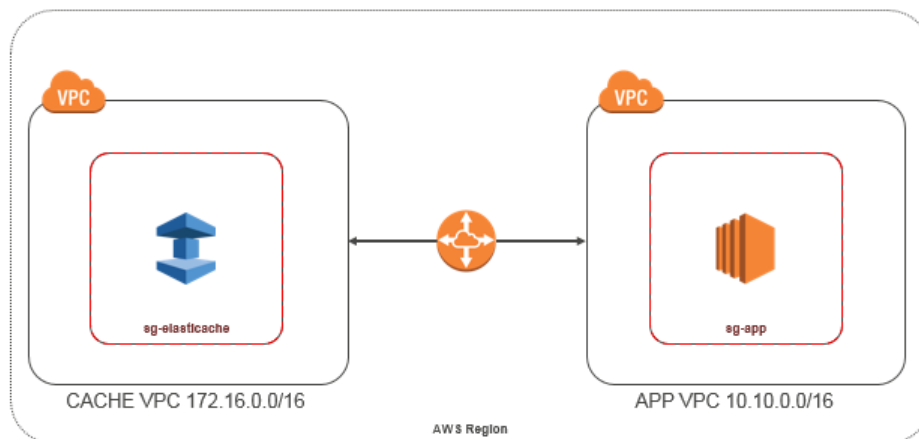 VPC
VPC
sg-elasticache
sg-app
CACHE VPC 172.16.0.0/16
APP VPC 10.10.0.0/16
AWS Region